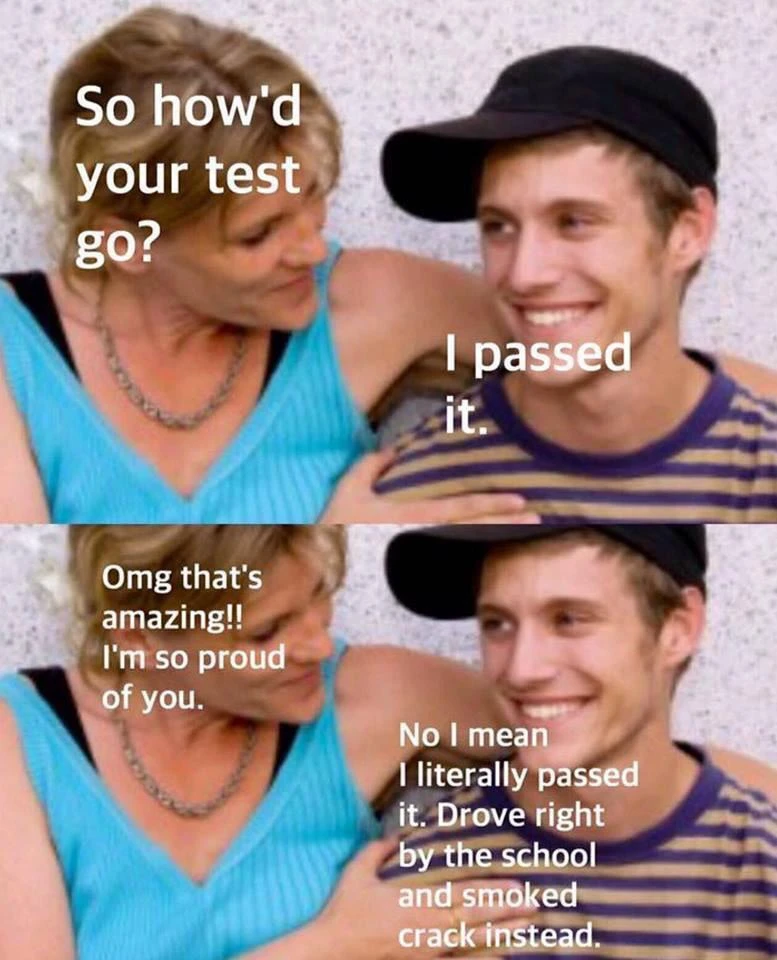 So how'd
your test
go?
I passed
it.
Omg that's
amazing!!
I'm so proud
of you.
No I mean
I literally passed
it. Drove right
by the school
and smoked
crack instead.